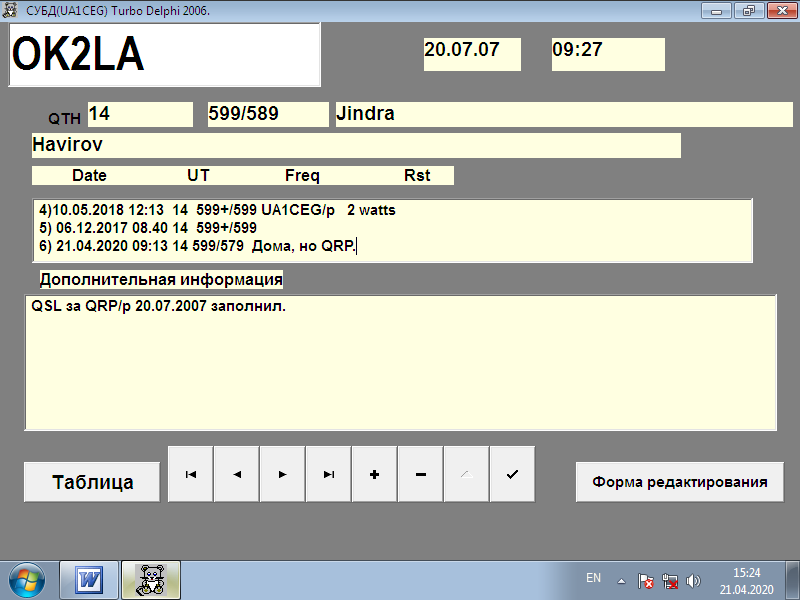 СУБД(UA1CEG) Turbo Delphi 2006.
OK2LA
20.07.07 09:27
QTH 14 599/589 Jindra
Havirov
Date UT Freq Rst
4)10.05.2018 12:13 14 599+/599 UA1CEG/p 2 watts
5) 06.12.2017 08.40 14 599+/599
6) 21.04.2020 09:13 14 599/579 Дома, но QRP.
Дополнительная информация
QSL за QRP/p 20.07.2007 заполнил.
Таблица
Форма редактирования
EN
15:24
21.04.2020